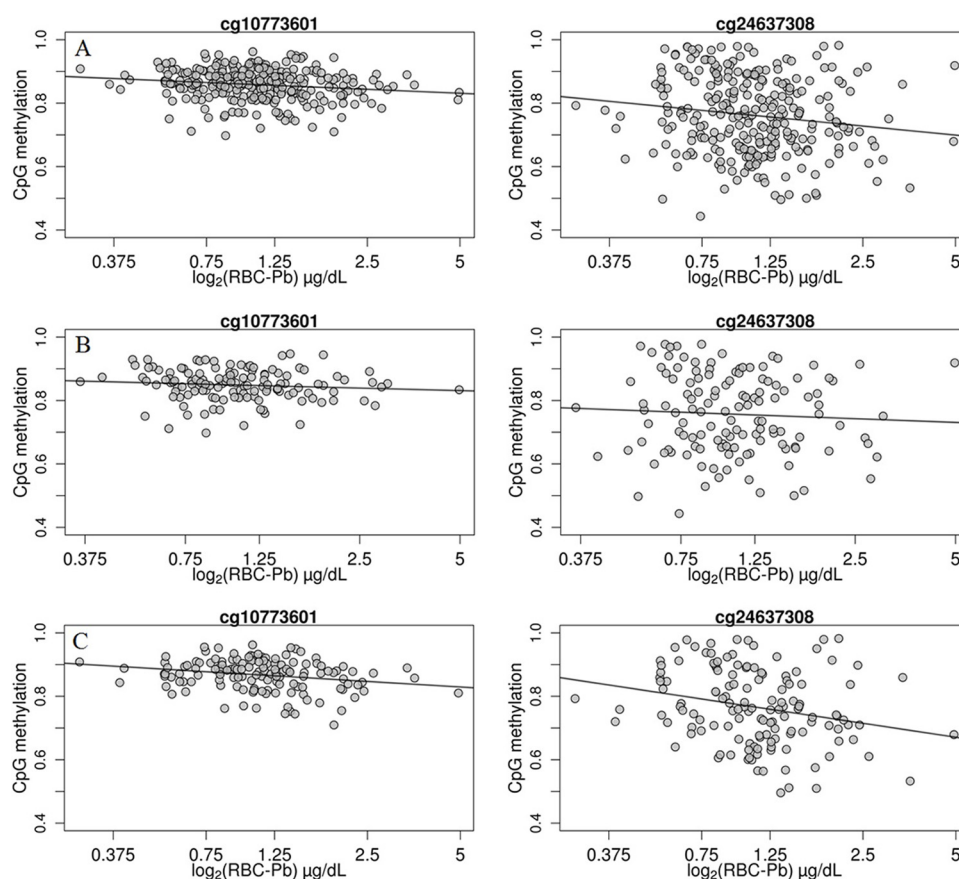 cg10773601
A
CpG methylation
1.0
0.8
0.6
0.4
0.375 0.75 1.25 2.5 5
log₂(RBC-Pb) µg/dL
cg24637308
CpG methylation
1.0
0.8
0.6
0.4
0.375 0.75 1.25 2.5 5
log₂(RBC-Pb) µg/dL
cg10773601
B
CpG methylation
1.0
0.8
0.6
0.4
0.375 0.75 1.25 2.5 5
log₂(RBC-Pb) µg/dL
cg24637308
CpG methylation
1.0
0.8
0.6
0.4
0.375 0.75 1.25 2.5 5
log₂(RBC-Pb) µg/dL
cg10773601
C
CpG methylation
1.0
0.8
0.6
0.4
0.375 0.75 1.25 2.5 5
log₂(RBC-Pb) µg/dL
cg24637308
CpG methylation
1.0
0.8
0.6
0.4
0.375 0.75 1.25 2.5 5
log₂(RBC-Pb) µg/dL